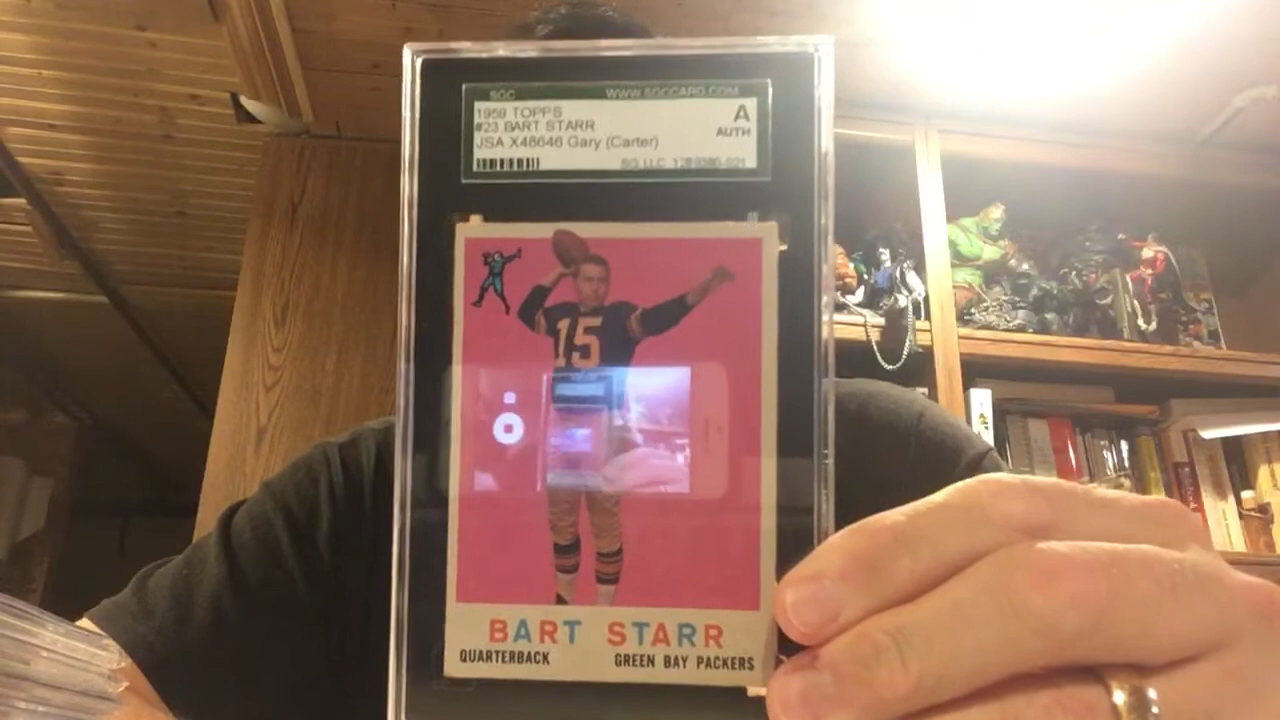 SGC WWW.SGCCARD.COM
1959 TOPPS A
#23 BART STARR AUTH
JSA X48646 Gary (Carter)
SG LLC
15
BART STARR
QUARTERBACK GREEN BAY PACKERS